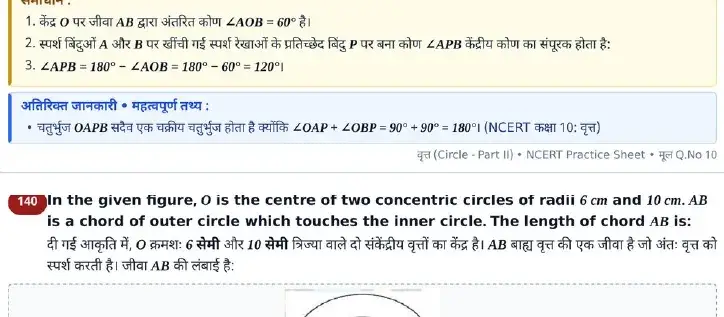 1. केंद्र O पर जीवा AB द्वारा अंतरित कोण ∠AOB = 60° है।
2. स्पर्श बिंदुओं A और B पर खींची गई स्पर्श रेखाओं के प्रतिच्छेद बिंदु P पर बना कोण ∠APB केंद्रीय कोण का संपूरक होता है:
3. ∠APB = 180° − ∠AOB = 180° − 60° = 120°।
अतिरिक्त जानकारी • महत्वपूर्ण तथ्य :
• चतुर्भुज OAPB सदैव एक चक्रीय चतुर्भुज होता है क्योंकि ∠OAP + ∠OBP = 90° + 90° = 180°। (NCERT कक्षा 10: वृत्त)
वृत्त (Circle - Part II) • NCERT Practice Sheet • मूल Q.No 10
140 In the given figure, O is the centre of two concentric circles of radii 6 cm and 10 cm. AB
is a chord of outer circle which touches the inner circle. The length of chord AB is:
दी गई आकृति में, O क्रमश: 6 सेमी और 10 सेमी त्रिज्या वाले दो संकेंद्रीय वृत्तों का केंद्र है। AB बाह्य वृत्त की एक जीवा है जो अंत: वृत्त को
स्पर्श करती है। जीवा AB की लंबाई है: